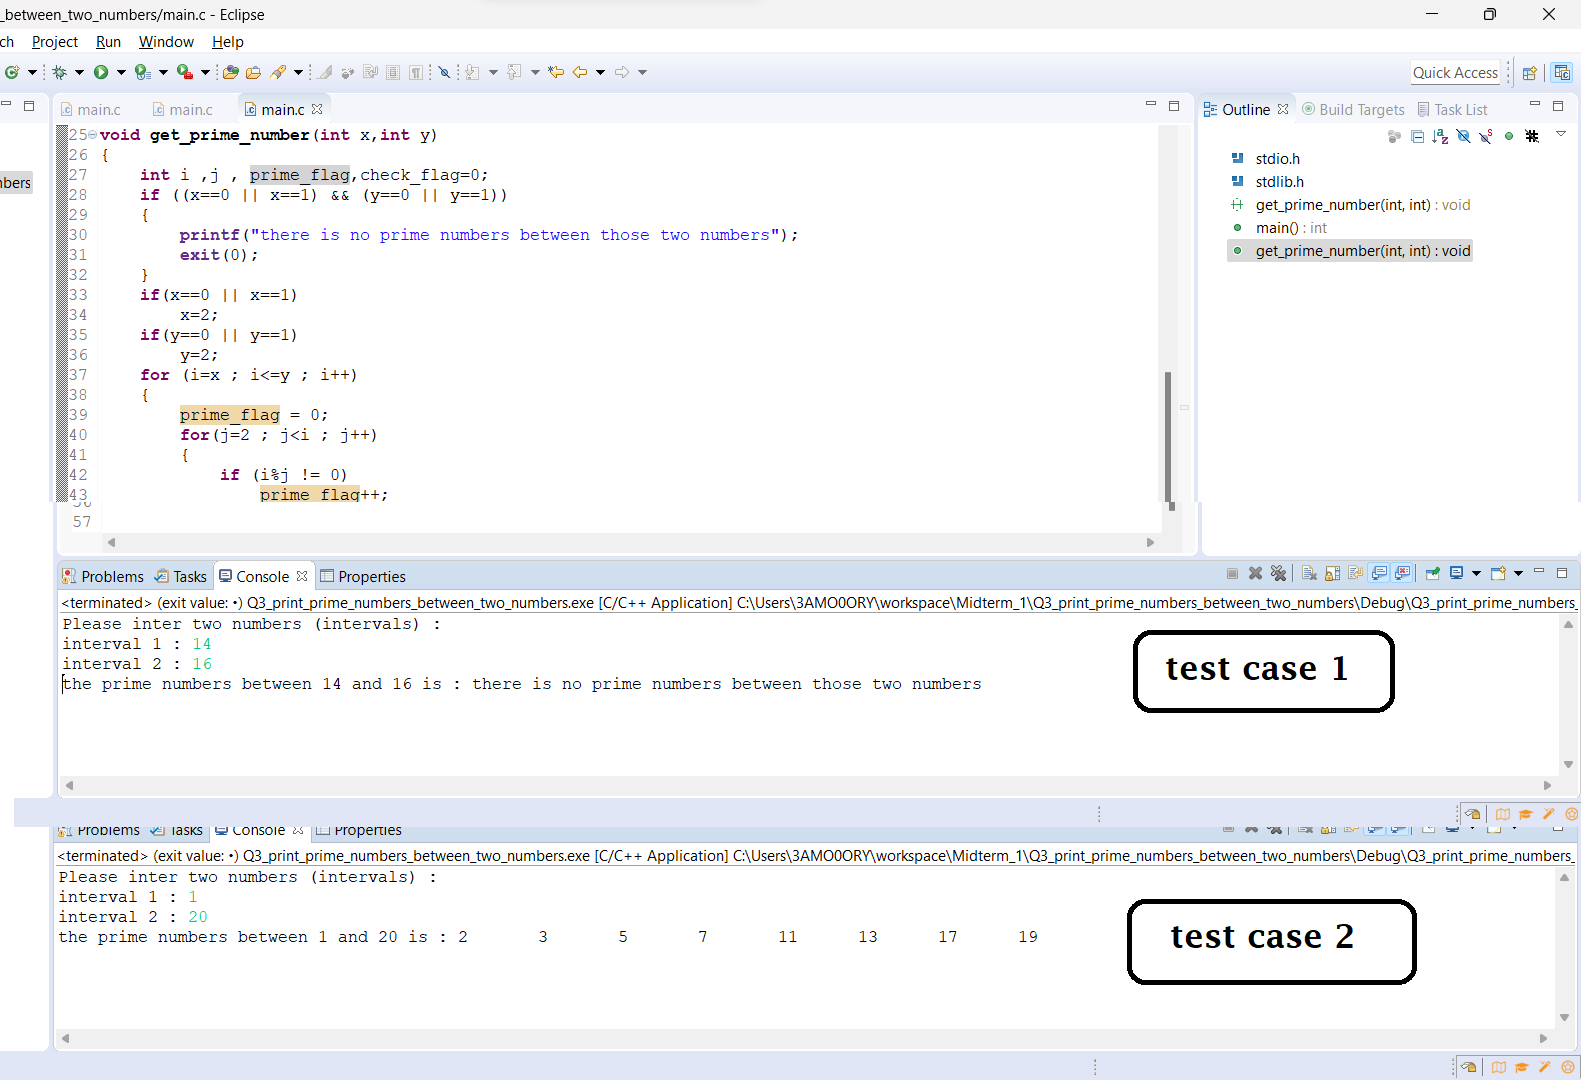 _between_two_numbers/main.c - Eclipse
ch Project Run Window Help
Quick Access
main.c main.c main.c
Outline Build Targets Task List
nbers
25 void get_prime_number(int x,int y)
26 {
27 int i ,j , prime_flag,check_flag=0;
28 if ((x==0 || x==1) && (y==0 || y==1))
29 {
30 printf("there is no prime numbers between those two numbers");
31 exit(0);
32 }
33 if(x==0 || x==1)
34 x=2;
35 if(y==0 || y==1)
36 y=2;
37 for (i=x ; i<=y ; i++)
38 {
39 prime_flag = 0;
40 for(j=2 ; j<i ; j++)
41 {
42 if (i%j != 0)
43 prime_flag++;
57
stdio.h
stdlib.h
get_prime_number(int, int) : void
main() : int
get_prime_number(int, int) : void
Problems Tasks Console Properties
<terminated> (exit value: •) Q3_print_prime_numbers_between_two_numbers.exe [C/C++ Application] C:\Users\3AMO0ORY\workspace\Midterm_1\Q3_print_prime_numbers_between_two_numbers\Debug\Q3_print_prime_numbers_
Please inter two numbers (intervals) :
interval 1 : 14
interval 2 : 16
the prime numbers between 14 and 16 is : there is no prime numbers between those two numbers
test case 1
Problems Tasks Console Properties
<terminated> (exit value: •) Q3_print_prime_numbers_between_two_numbers.exe [C/C++ Application] C:\Users\3AMO0ORY\workspace\Midterm_1\Q3_print_prime_numbers_between_two_numbers\Debug\Q3_print_prime_numbers_
Please inter two numbers (intervals) :
interval 1 : 1
interval 2 : 20
the prime numbers between 1 and 20 is : 2 3 5 7 11 13 17 19
test case 2